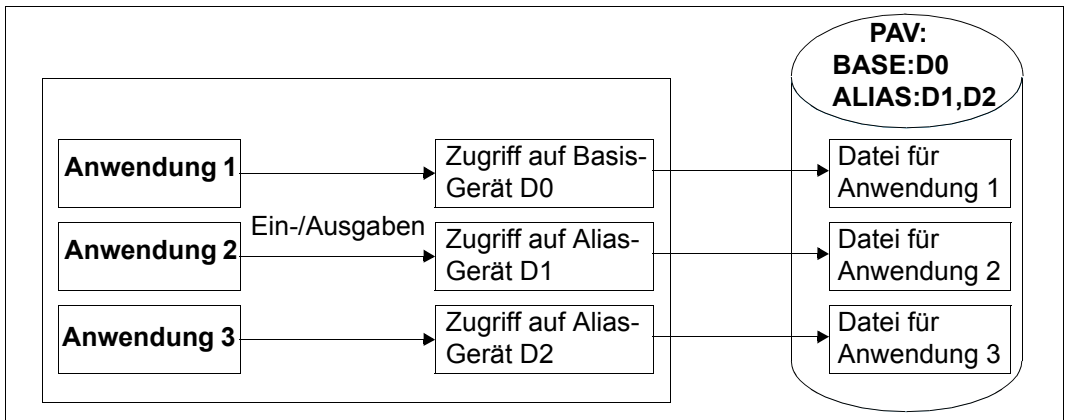 PAV:
BASE:D0
ALIAS:D1,D2
Anwendung 1
Zugriff auf Basis-
Gerät D0
Datei für
Anwendung 1
Ein-/Ausgaben
Anwendung 2
Zugriff auf Alias-
Gerät D1
Datei für
Anwendung 2
Anwendung 3
Zugriff auf Alias-
Gerät D2
Datei für
Anwendung 3